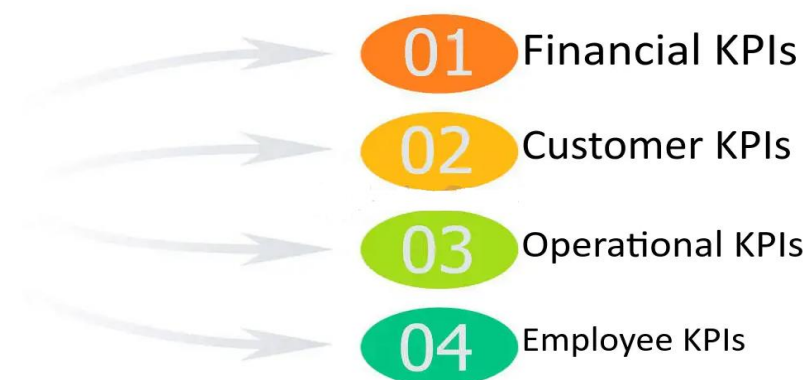 01 Financial KPIs
02 Customer KPIs
03 Operational KPIs
04 Employee KPIs